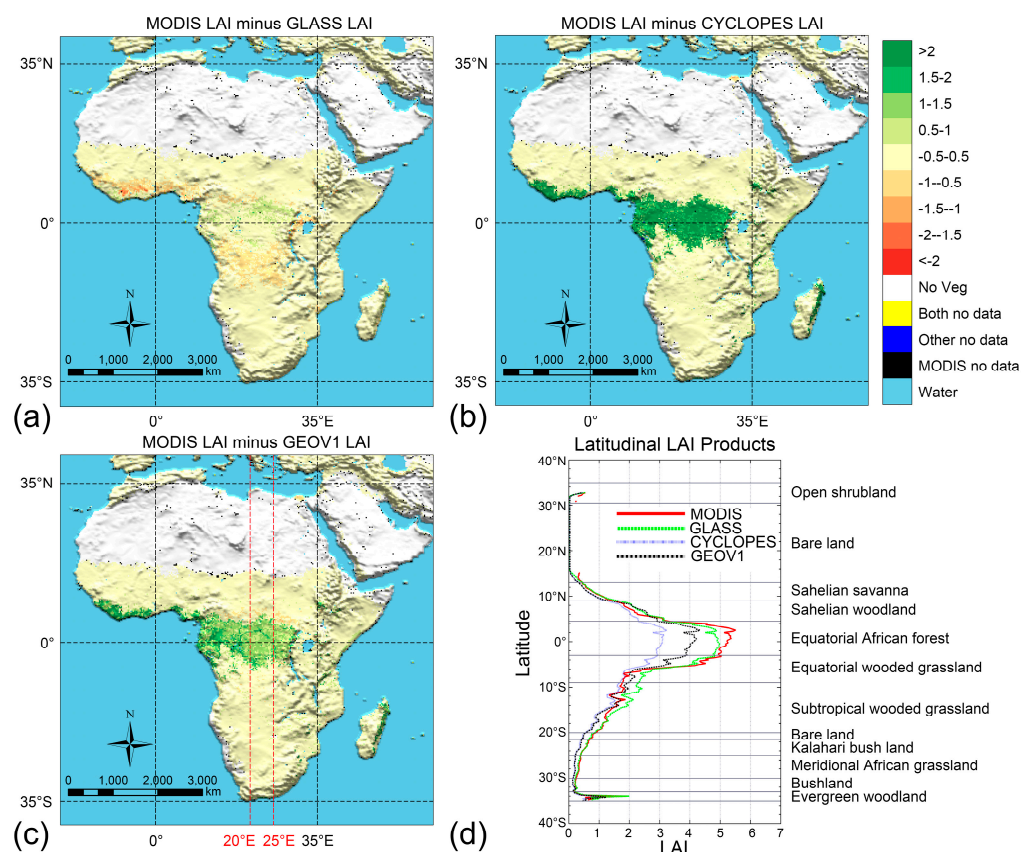 MODIS LAI minus GLASS LAI
35°N
0°
35°S
N
0 1,000 2,000 3,000
km
(a)
0° 35°E
MODIS LAI minus CYCLOPES LAI
35°N
0°
35°S
N
0 1,000 2,000 3,000
km
(b)
0° 35°E
>2
1.5-2
1-1.5
0.5-1
-0.5-0.5
-1--0.5
-1.5--1
-2--1.5
<-2
No Veg
Both no data
Other no data
MODIS no data
Water
MODIS LAI minus GEOV1 LAI
35°N
0°
35°S
N
0 1,000 2,000 3,000
km
(c)
0° 20°E 25°E 35°E
Latitudinal LAI Products
40°N
30°N
20°N
10°N
0°
10°S
20°S
30°S
40°S
Latitude
MODIS
GLASS
CYCLOPES
GEOV1
Open shrubland
Bare land
Sahelian savanna
Sahelian woodland
Equatorial African forest
Equatorial wooded grassland
Subtropical wooded grassland
Bare land
Kalahari bush land
Meridional African grassland
Bushland
Evergreen woodland
0 1 2 3 4 5 6 7
LAI
(d)